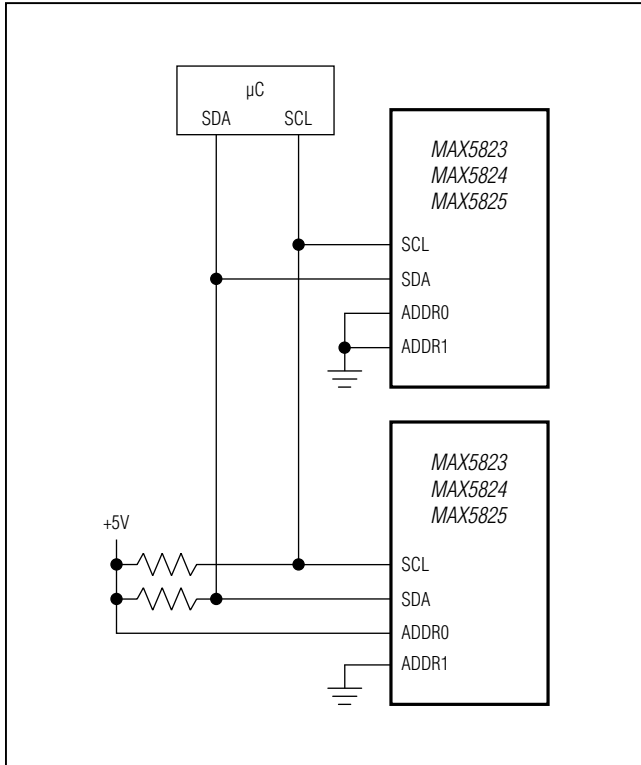 µC
SDA SCL
MAX5823
MAX5824
MAX5825
SCL
SDA
ADDR0
ADDR1
MAX5823
MAX5824
MAX5825
+5V
SCL
SDA
ADDR0
ADDR1